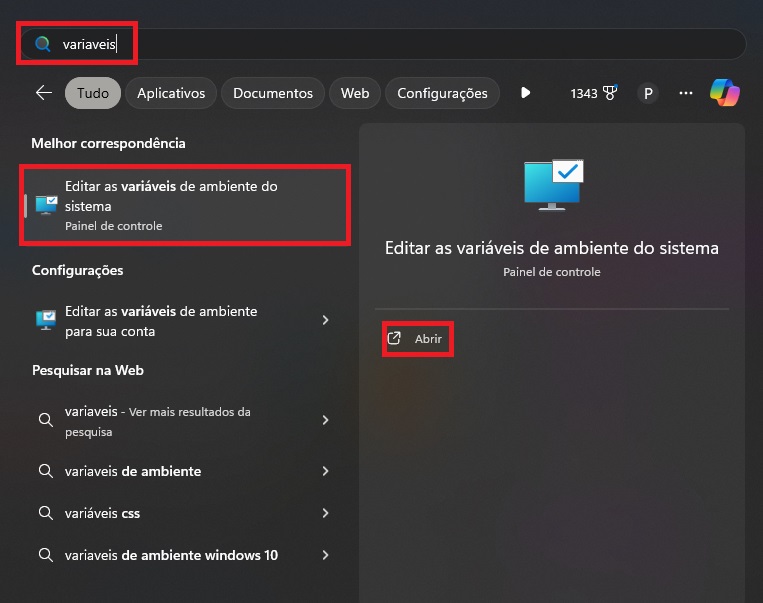 variaveis
Tudo
Aplicativos
Documentos
Web
Configurações
1343
P
Melhor correspondência
Editar as variáveis de ambiente do
sistema
Painel de controle
Configurações
Editar as variáveis de ambiente
para sua conta
Pesquisar na Web
variaveis - Ver mais resultados da
pesquisa
variaveis de ambiente
variáveis css
variaveis de ambiente windows 10
Editar as variáveis de ambiente do sistema
Painel de controle
Abrir